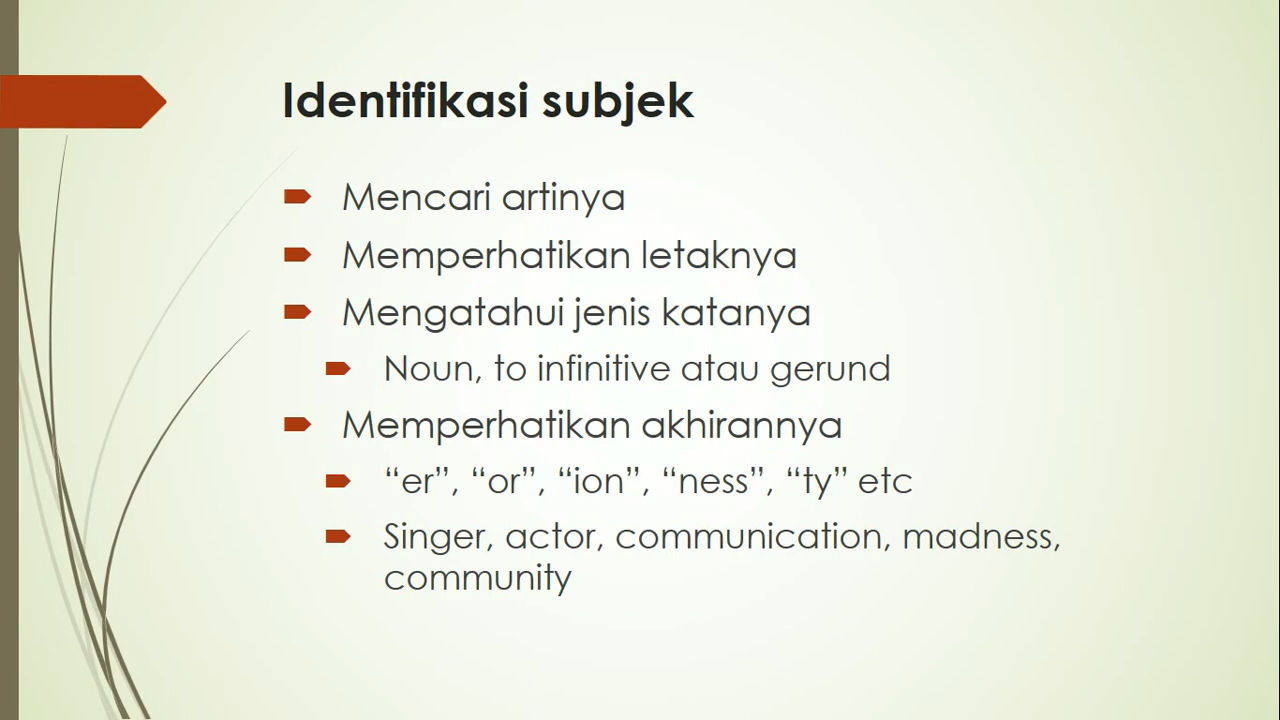 Identifikasi subjek
Mencari artinya
Memperhatikan letaknya
Mengatahui jenis katanya
Noun, to infinitive atau gerund
Memperhatikan akhirannya
“er”, “or”, “ion”, “ness”, “ty” etc
Singer, actor, communication, madness,
community